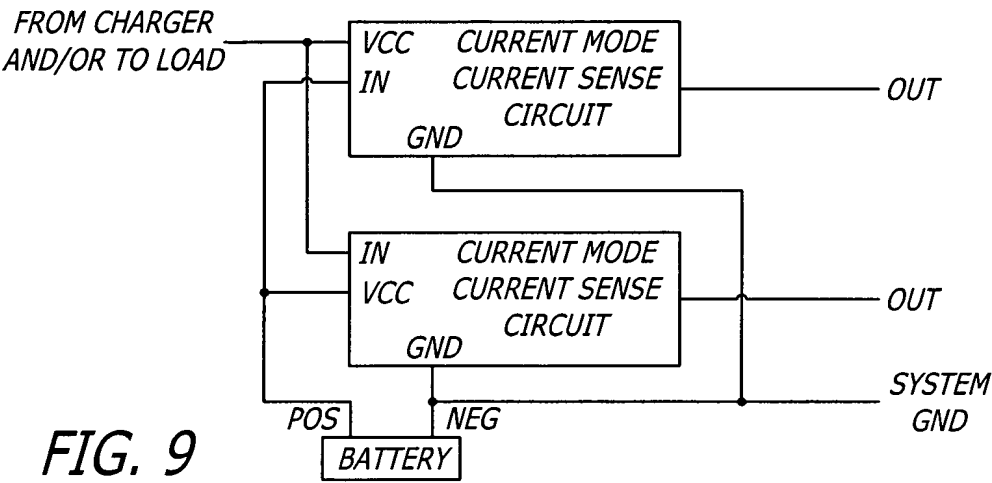 FROM CHARGER
AND/OR TO LOAD
VCC
IN
CURRENT MODE
CURRENT SENSE
CIRCUIT
GND
OUT
IN
VCC
CURRENT MODE
CURRENT SENSE
CIRCUIT
GND
OUT
SYSTEM
GND
POS
NEG
BATTERY
FIG. 9